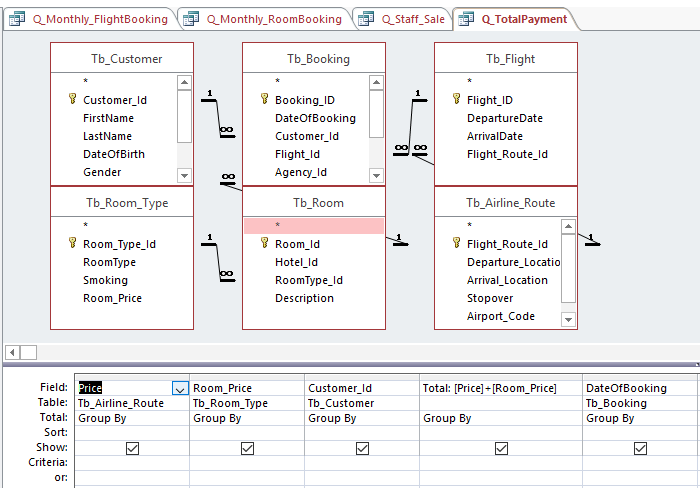 Q_Monthly_FlightBooking Q_Monthly_RoomBooking Q_Staff_Sale Q_TotalPayment
Tb_Customer
*
Customer_Id
FirstName
LastName
DateOfBirth
Gender
1
∞
Tb_Booking
*
Booking_ID
DateOfBooking
Customer_Id
Flight_Id
Agency_Id
1
∞ ∞
Tb_Flight
*
Flight_ID
DepartureDate
ArrivalDate
Flight_Route_Id
∞
Tb_Room_Type
*
Room_Type_Id
RoomType
Smoking
Room_Price
1
∞
Tb_Room
*
Room_Id
Hotel_Id
RoomType_Id
Description
1
Tb_Airline_Route
*
Flight_Route_Id
Departure_Locatio
Arrival_Location
Stopover
Airport_Code
1
Field: Price Room_Price Customer_Id Total: [Price]+[Room_Price] DateOfBooking
Table: Tb_Airline_Route Tb_Room_Type Tb_Customer Tb_Booking
Total: Group By Group By Group By Group By Group By
Sort:
Show:
Criteria:
or: